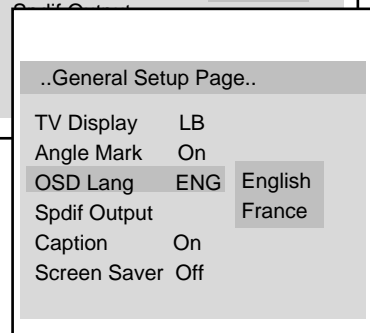 ..General Setup Page..
TV Display LB
Angle Mark On
OSD Lang ENG English
Spdif Output France
Caption On
Screen Saver Off